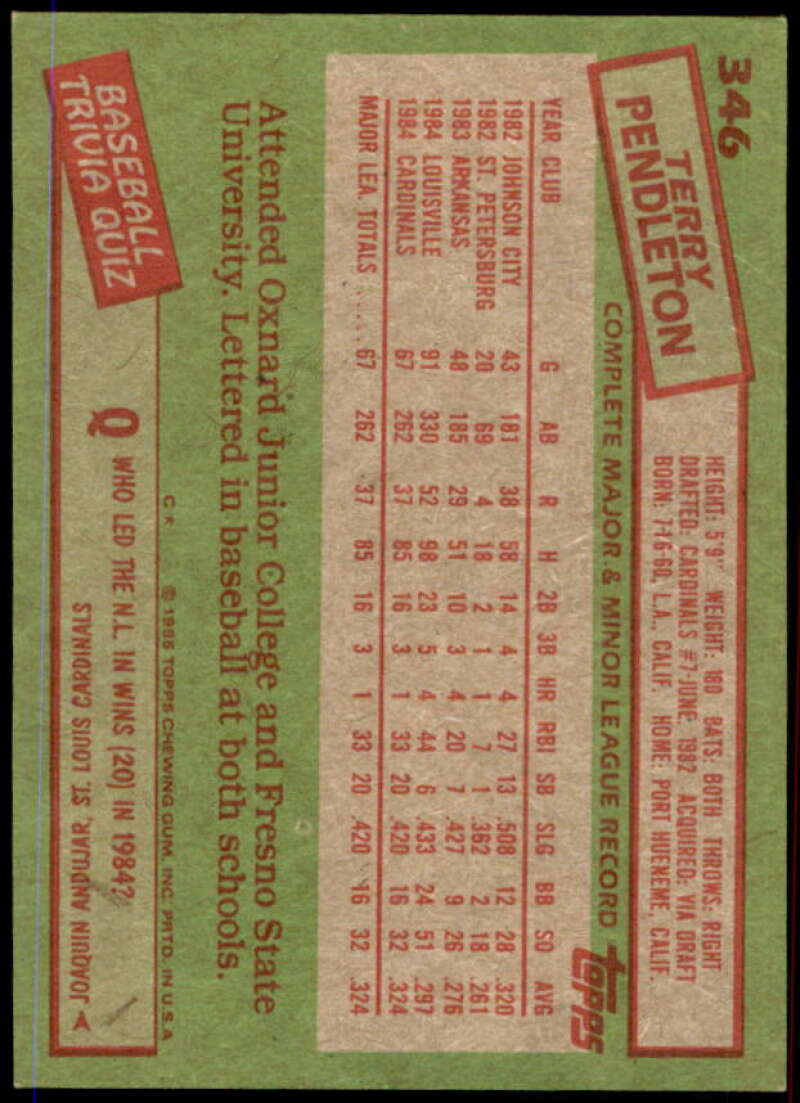 346
TERRY
PENDLETON
HEIGHT: 5'9" WEIGHT: 180 BATS: BOTH THROWS: RIGHT
DRAFTED: CARDINALS #7-JUNE, 1982 ACQUIRED: VIA DRAFT
BORN: 7-16-60, L.A., CALIF. HOME: PORT HUENEME, CALIF.
COMPLETE MAJOR & MINOR LEAGUE RECORD
topps
YEAR CLUB G AB R H 2B 3B HR RBI SB SLG BB SO AVG
1982 JOHNSON CITY 43 181 38 58 14 4 4 27 13 .508 12 28 .320
1982 ST. PETERSBURG 20 69 4 18 2 1 1 7 1 .362 2 18 .261
1983 ARKANSAS 48 185 29 51 10 3 4 20 7 .427 9 26 .276
1984 LOUISVILLE 91 330 52 98 23 5 4 44 6 .433 24 51 .297
1984 CARDINALS 67 262 37 85 16 3 1 33 20 .420 16 32 .324
MAJOR LEA. TOTALS ..... 67 262 37 85 16 3 1 33 20 .420 16 32 .324
Attended Oxnard Junior College and Fresno State
University. Lettered in baseball at both schools.
C R © 1985 TOPPS CHEWING GUM, INC. PRTD. IN U.S.A.
BASEBALL
TRIVIA QUIZ
Q WHO LED THE N.L. IN WINS (20) IN 1984?
A JOAQUIN ANDUJAR, ST. LOUIS CARDINALS